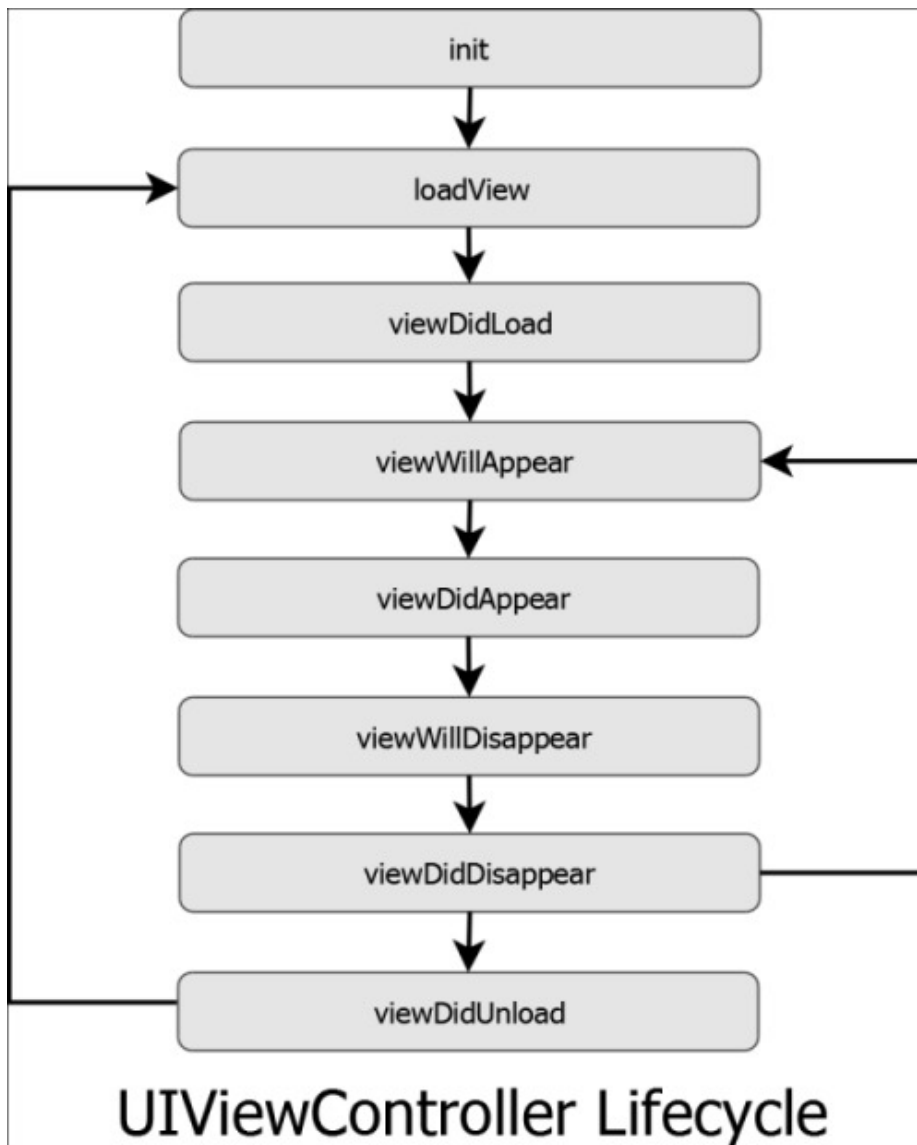 init
loadView
viewDidLoad
viewWillAppear
viewDidAppear
viewWillDisappear
viewDidDisappear
viewDidUnload
UIViewController Lifecycle